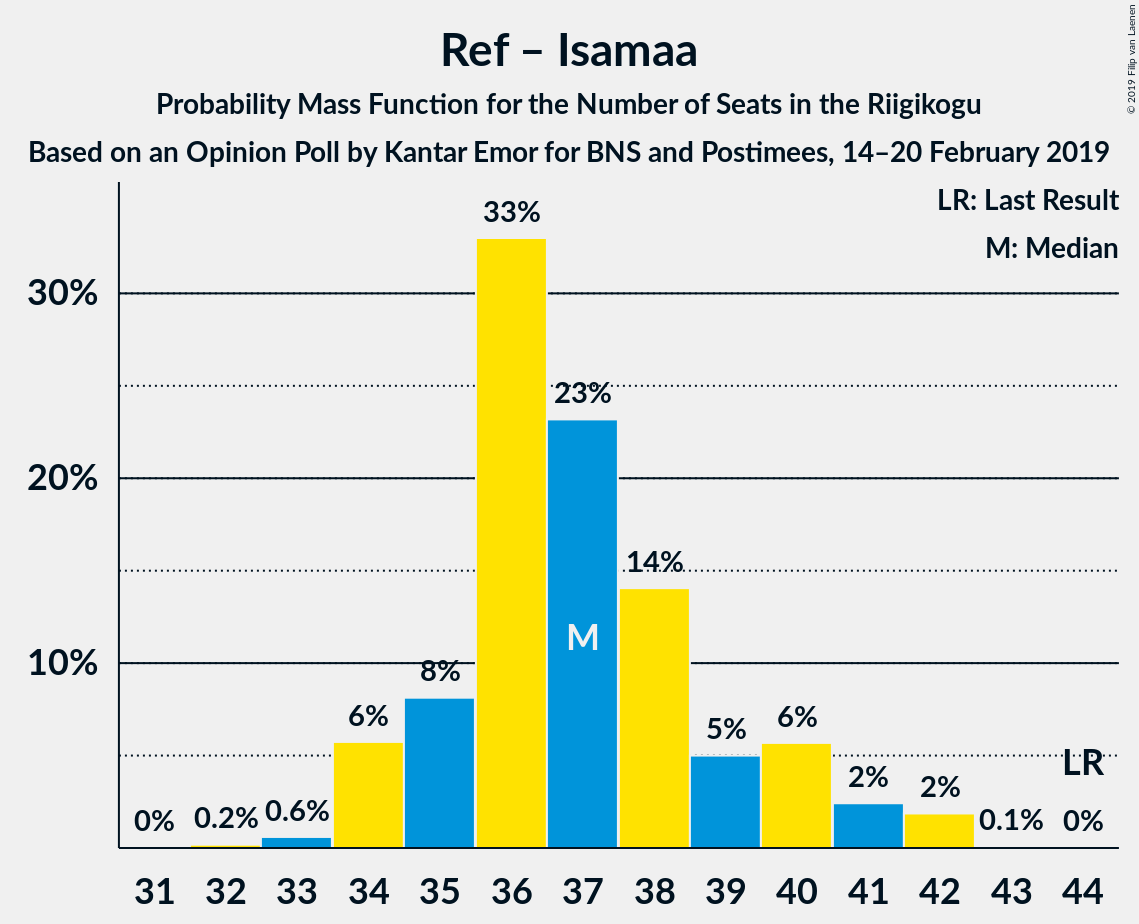 Ref – Isamaa
Probability Mass Function for the Number of Seats in the Riigikogu
Based on an Opinion Poll by Kantar Emor for BNS and Postimees, 14–20 February 2019
© 2019 Filip van Laenen
LR: Last Result
M: Median
30%
20%
10%
0%
0.2%
0.6%
6%
8%
33%
23%
M
14%
5%
6%
2%
2%
0.1%
LR
0%
31 32 33 34 35 36 37 38 39 40 41 42 43 44